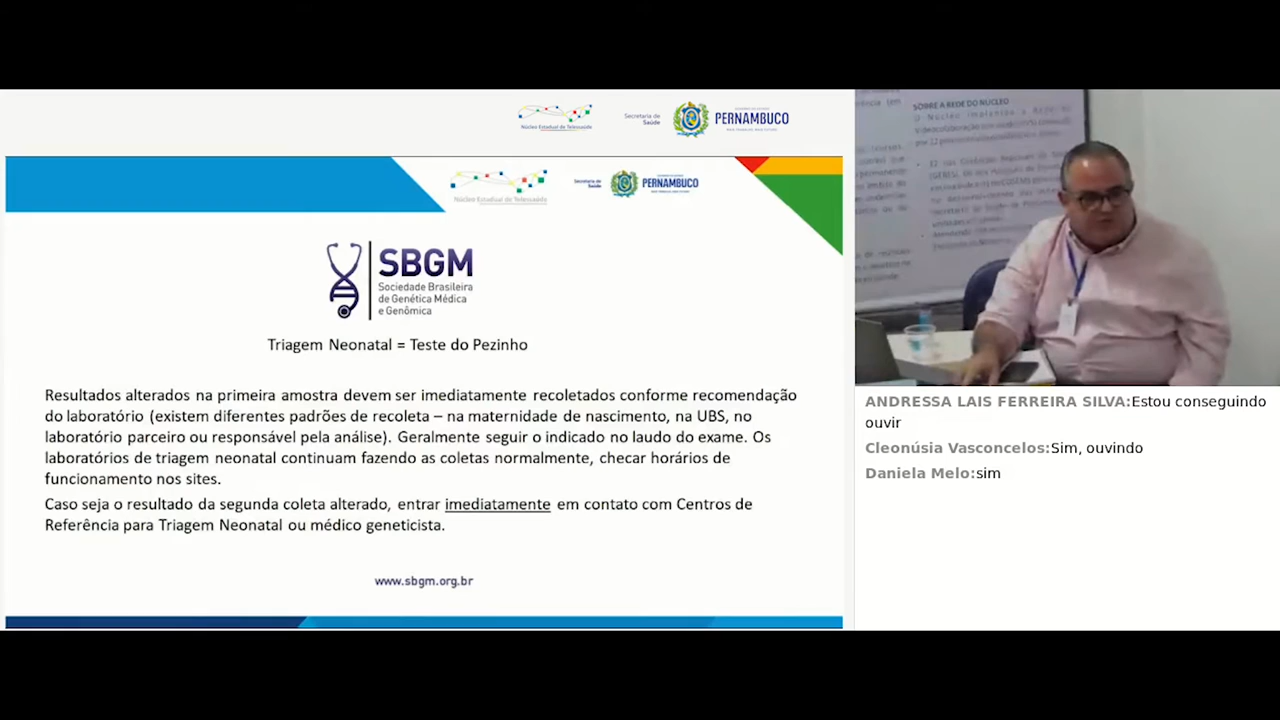 Núcleo Estadual de Telessaúde
Secretaria de
Saúde
PERNAMBUCO
Núcleo Estadual de Telessaúde
Secretaria de
Saúde
PERNAMBUCO
SBGM
Sociedade Brasileira
de Genética Médica
e Genômica
Triagem Neonatal = Teste do Pezinho
Resultados alterados na primeira amostra devem ser imediatamente recoletados conforme recomendação
do laboratório (existem diferentes padrões de recoleta – na maternidade de nascimento, na UBS, no
laboratório parceiro ou responsável pela análise). Geralmente seguir o indicado no laudo do exame. Os
laboratórios de triagem neonatal continuam fazendo as coletas normalmente, checar horários de
funcionamento nos sites.
Caso seja o resultado da segunda coleta alterado, entrar imediatamente em contato com Centros de
Referência para Triagem Neonatal ou médico geneticista.
www.sbgm.org.br
SOBRE A REDE DO NÚCLEO
ANDRESSA LAIS FERREIRA SILVA:Estou conseguindo
ouvir
Cleonúsia Vasconcelos:Sim, ouvindo
Daniela Melo:sim